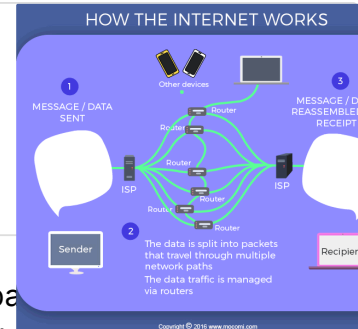 HOW THE INTERNET WORKS
1
MESSAGE / DATA
SENT
Other devices
3
MESSAGE / D
REASSEMBLE
RECEIPT
Router
Router
Router
Router
Router
ISP
ISP
Sender
2
The data is split into packets
that travel through multiple
network paths
The data traffic is managed
via routers
Recipien
pa
Copyright © 2016 www.mocomi.com